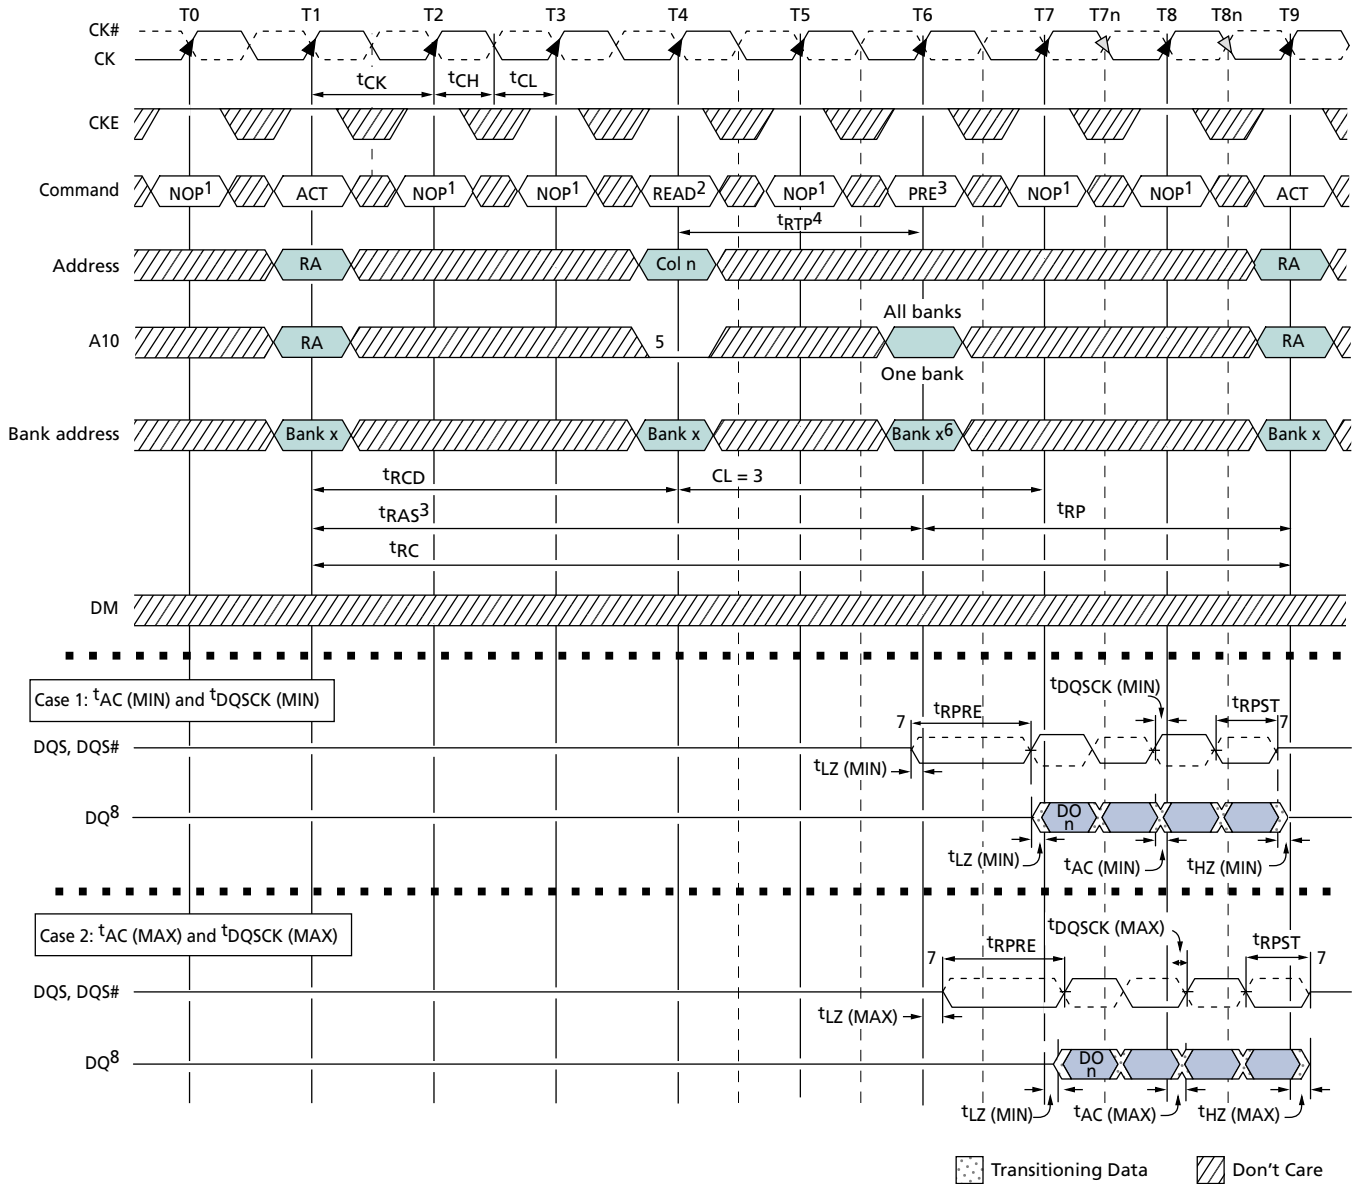 T0 T1 T2 T3 T4 T5 T6 T7 T7n T8 T8n T9
CK#
CK
tCK tCH tCL
CKE
Command NOP1 ACT NOP1 NOP1 READ2 NOP1 PRE3 NOP1 NOP1 ACT
tRTP4
Address RA Col n RA
All banks
A10 RA 5 RA
One bank
Bank address Bank x Bank x Bank x6 Bank x
tRCD CL = 3
tRAS3 tRP
tRC
DM
Case 1: tAC (MIN) and tDQSCK (MIN)
tDQSCK (MIN)
7 tRPRE tRPST 7
DQS, DQS#
tLZ (MIN)
DQ8 DO n
tLZ (MIN) tAC (MIN) tHZ (MIN)
Case 2: tAC (MAX) and tDQSCK (MAX)
tDQSCK (MAX)
7 tRPRE tRPST 7
DQS, DQS#
tLZ (MAX)
DQ8 DO n
tLZ (MIN) tAC (MAX) tHZ (MAX)
Transitioning Data Don't Care